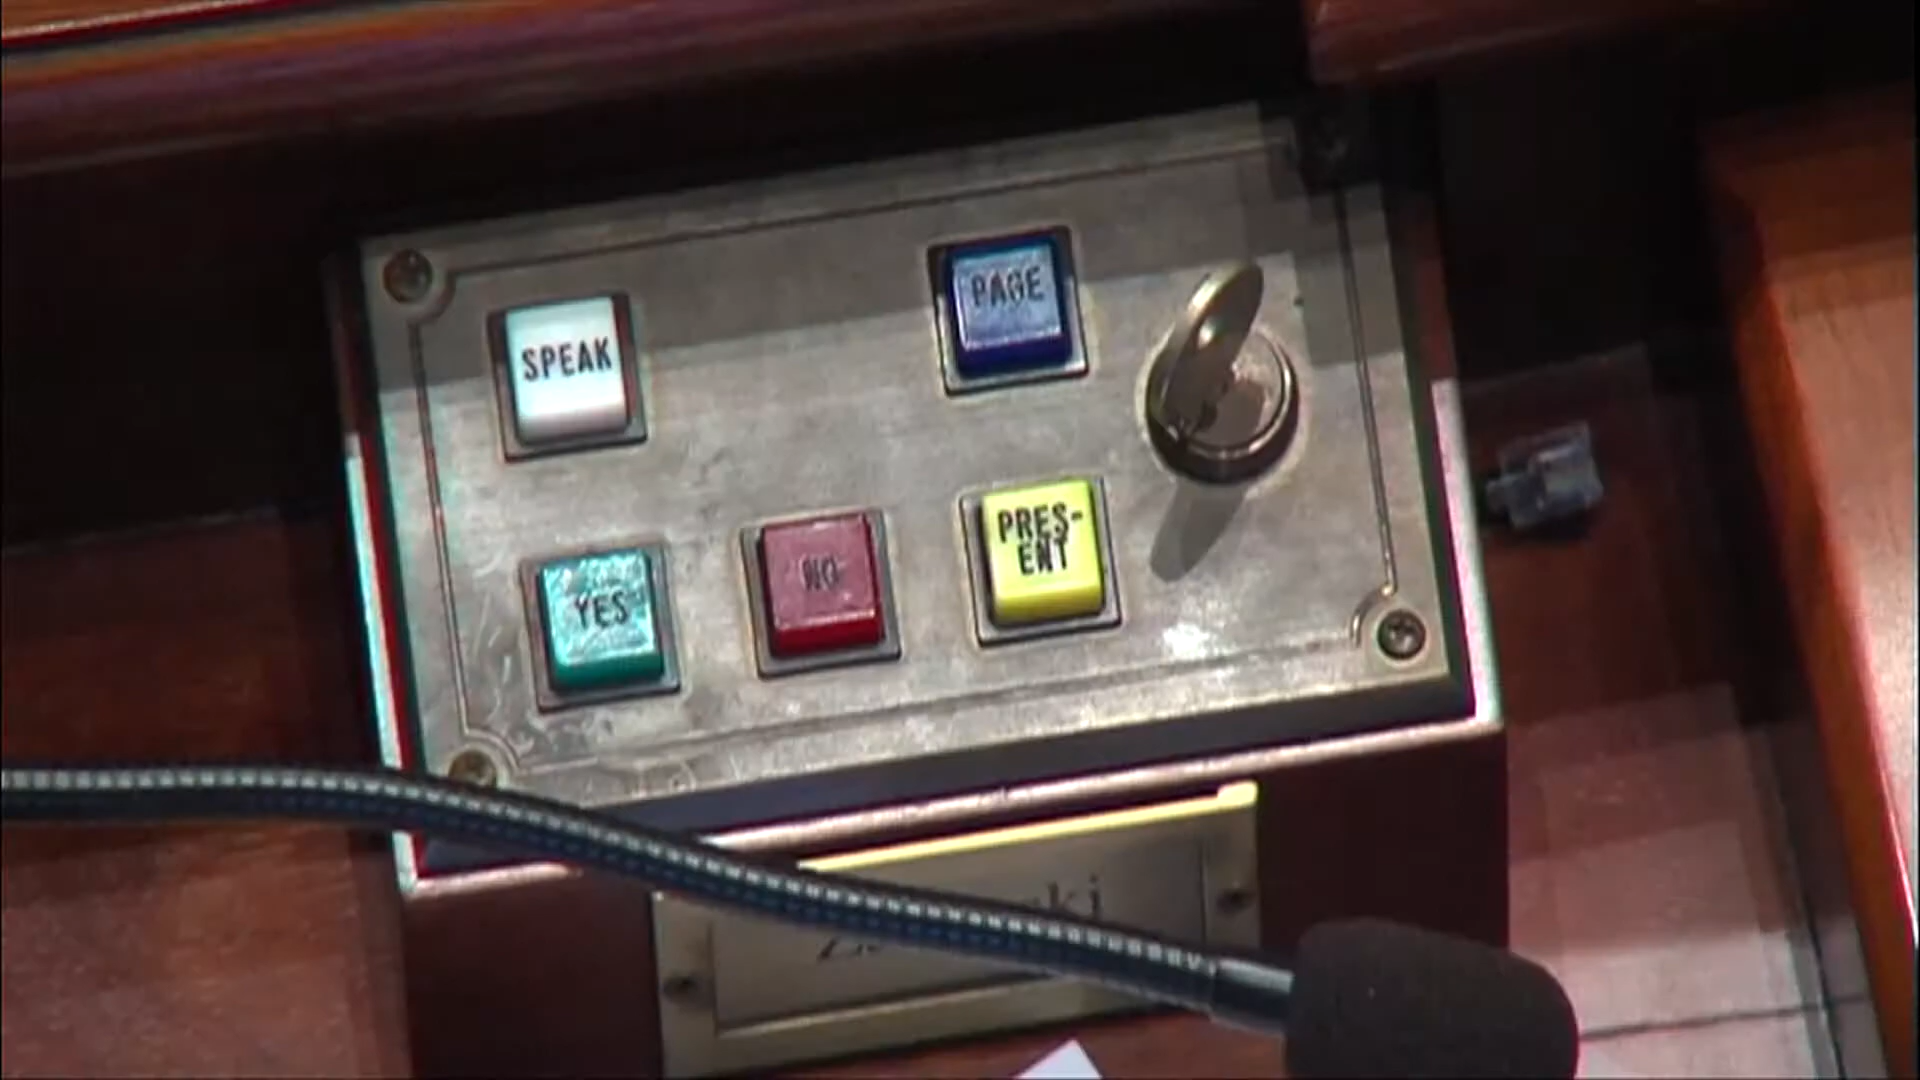 SPEAK
PAGE
YES
NO
PRES-
ENT